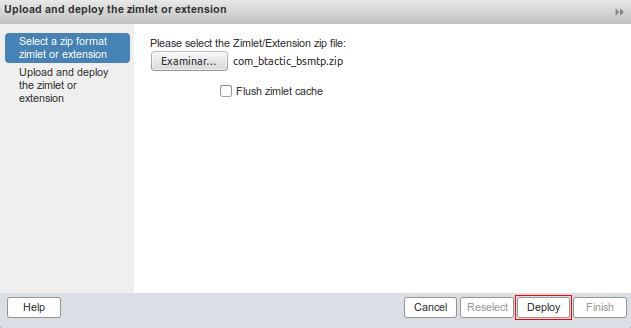 Upload and deploy the zimlet or extension
Select a zip format
zimlet or extension
Upload and deploy
the zimlet or
extension
Please select the Zimlet/Extension zip file:
Examinar... com_btactic_bsmtp.zip
Flush zimlet cache
Help Cancel Reselect Deploy Finish